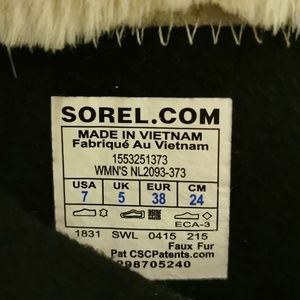 SOREL.COM
MADE IN VIETNAM
Fabriqué Au Vietnam
1553251373
WMN'S NL2093-373
USA UK EUR CM
7 5 38 24
ECA-3
1831 SWL 0415 215
Faux Fur
Pat CSCPatents.com
298705240